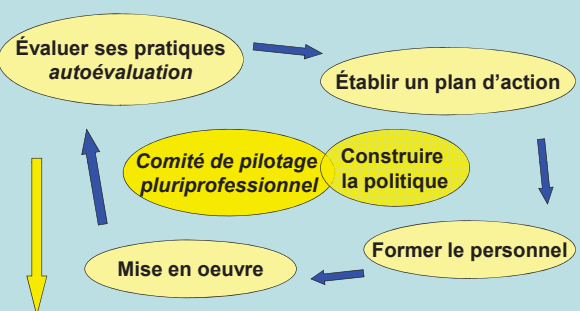 Évaluer ses pratiques
autoévaluation
Établir un plan d’action
Comité de pilotage
pluriprofessionnel
Construire
la politique
Former le personnel
Mise en oeuvre